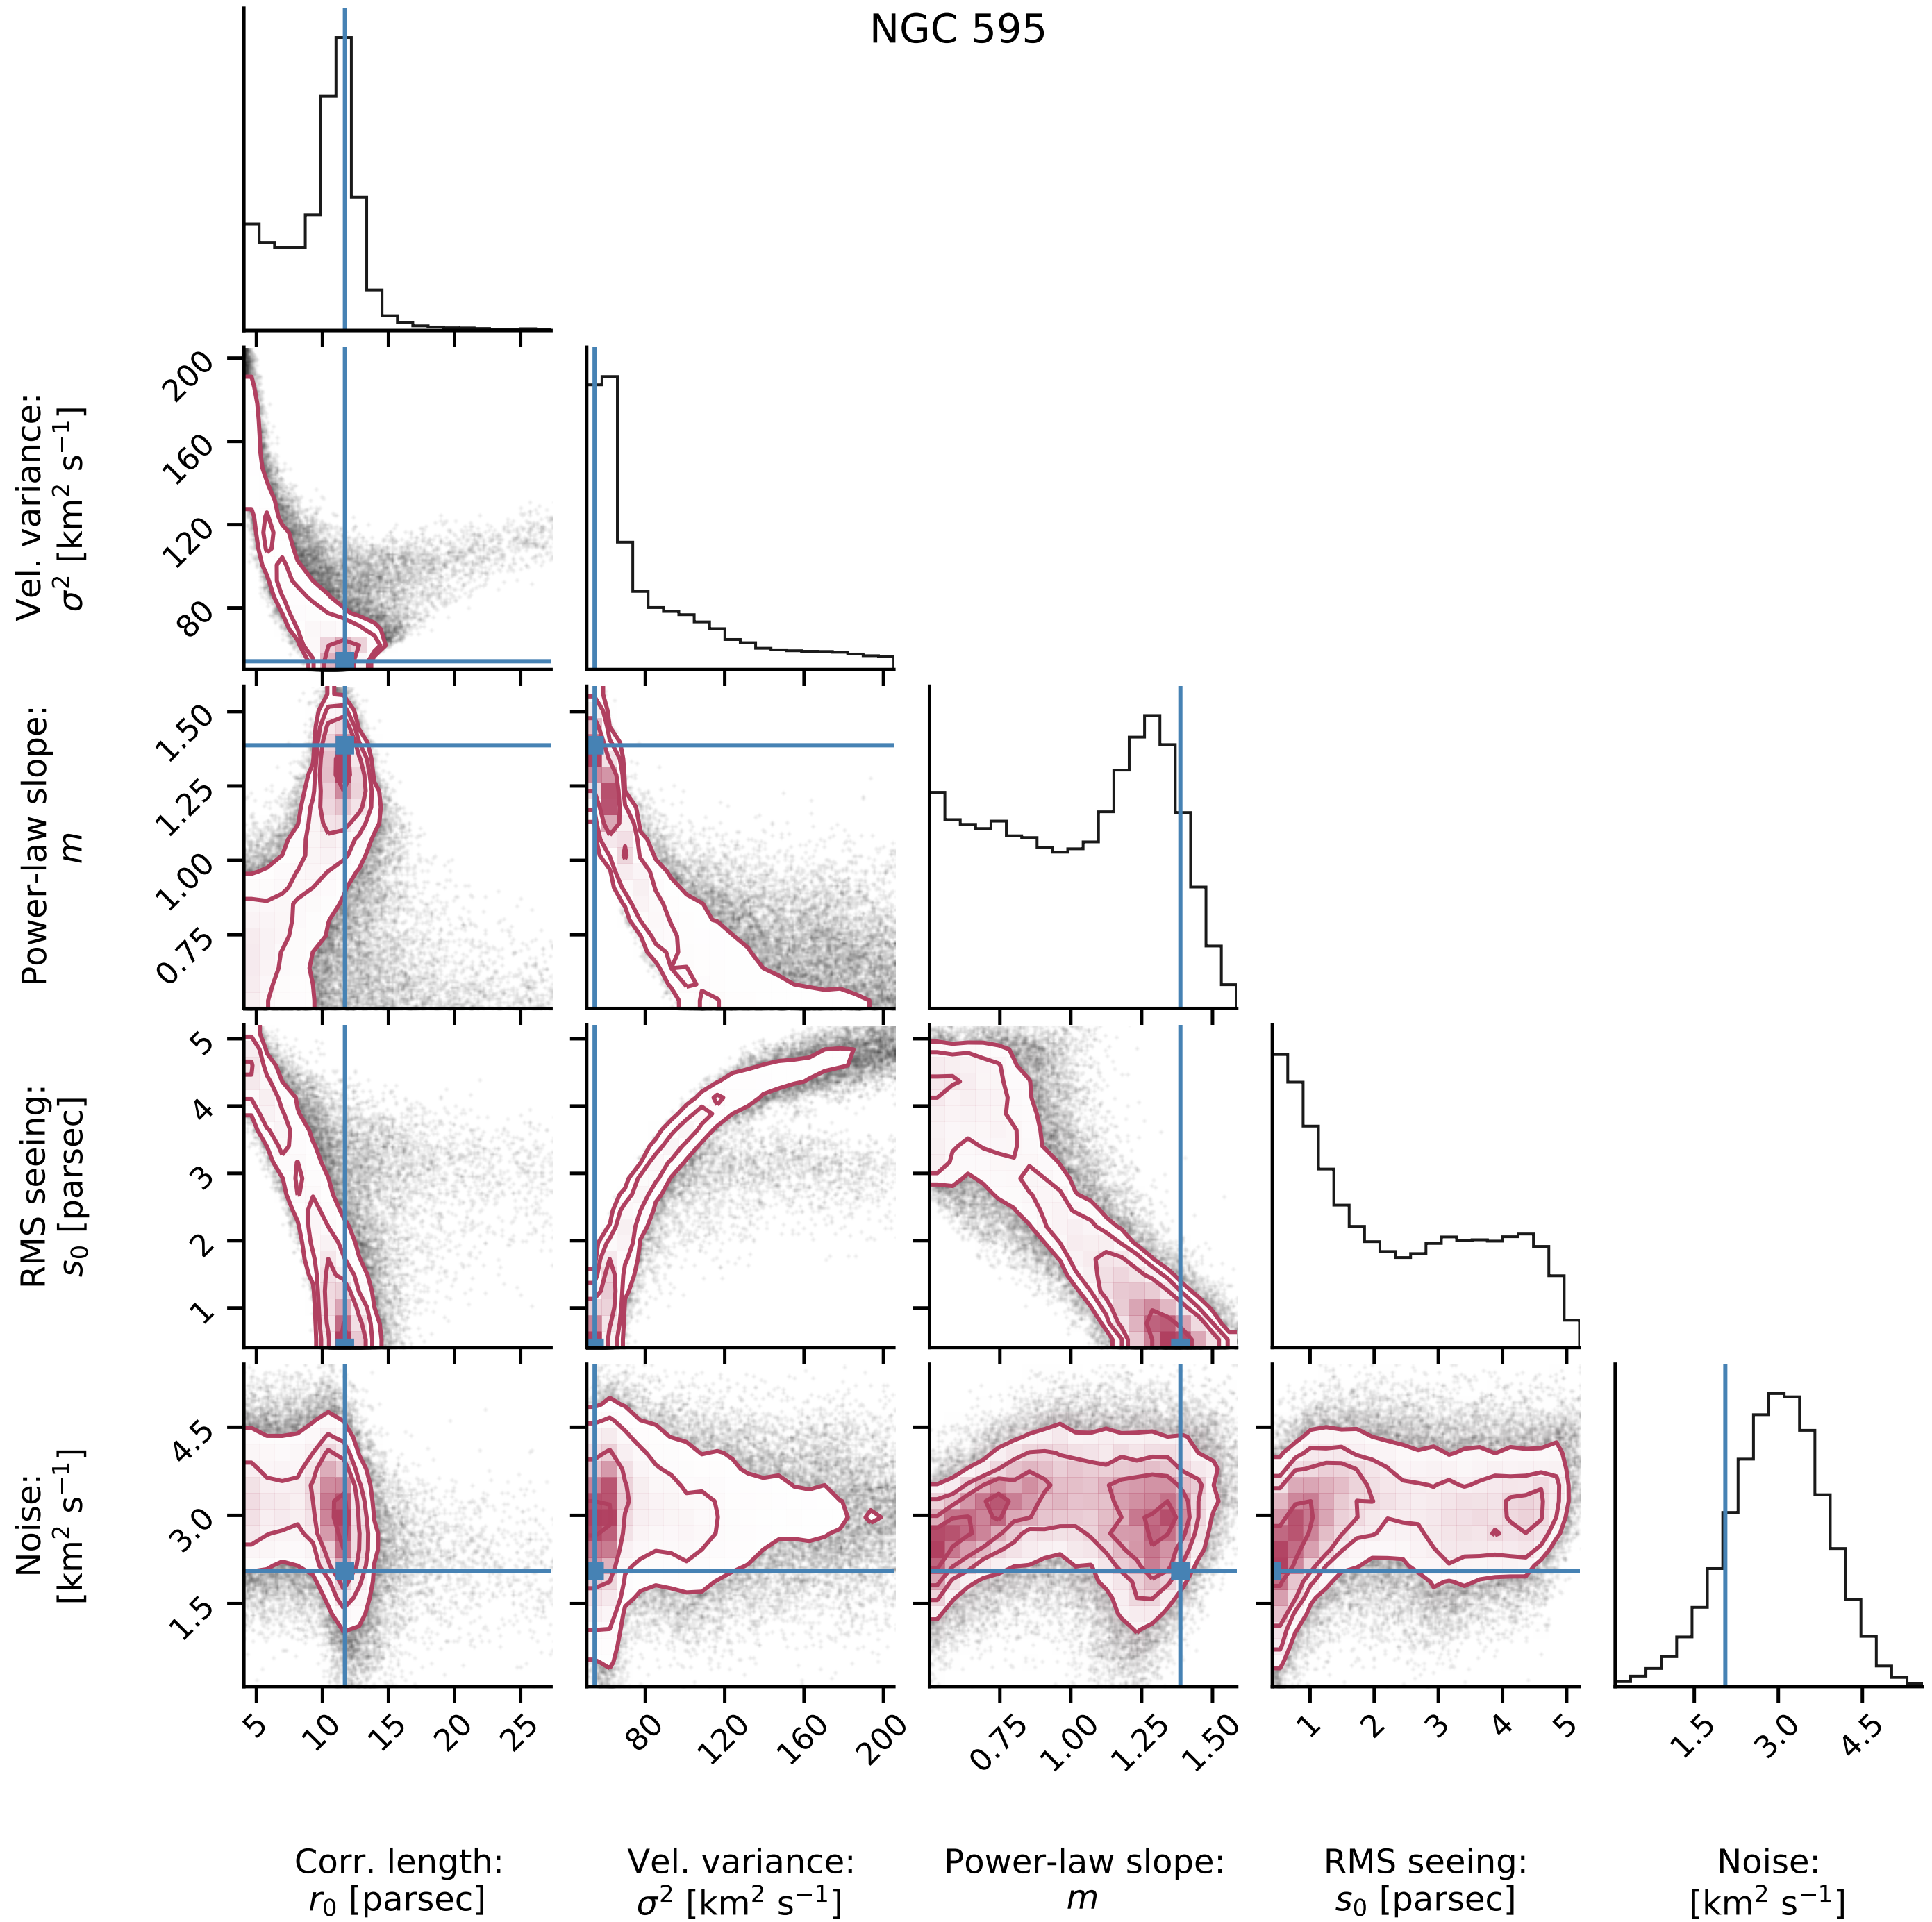 NGC 595
Vel. variance:
σ² [km² s⁻¹]
200
160
120
80
Power-law slope:
m
1.50
1.25
1.00
0.75
RMS seeing:
s₀ [parsec]
5
4
3
2
1
Noise:
[km² s⁻¹]
4.5
3.0
1.5
5 10 15 20 25
80 120 160 200
0.75 1.00 1.25 1.50
1 2 3 4 5
1.5 3.0 4.5
Corr. length:
r₀ [parsec]
Vel. variance:
σ² [km² s⁻¹]
Power-law slope:
m
RMS seeing:
s₀ [parsec]
Noise:
[km² s⁻¹]